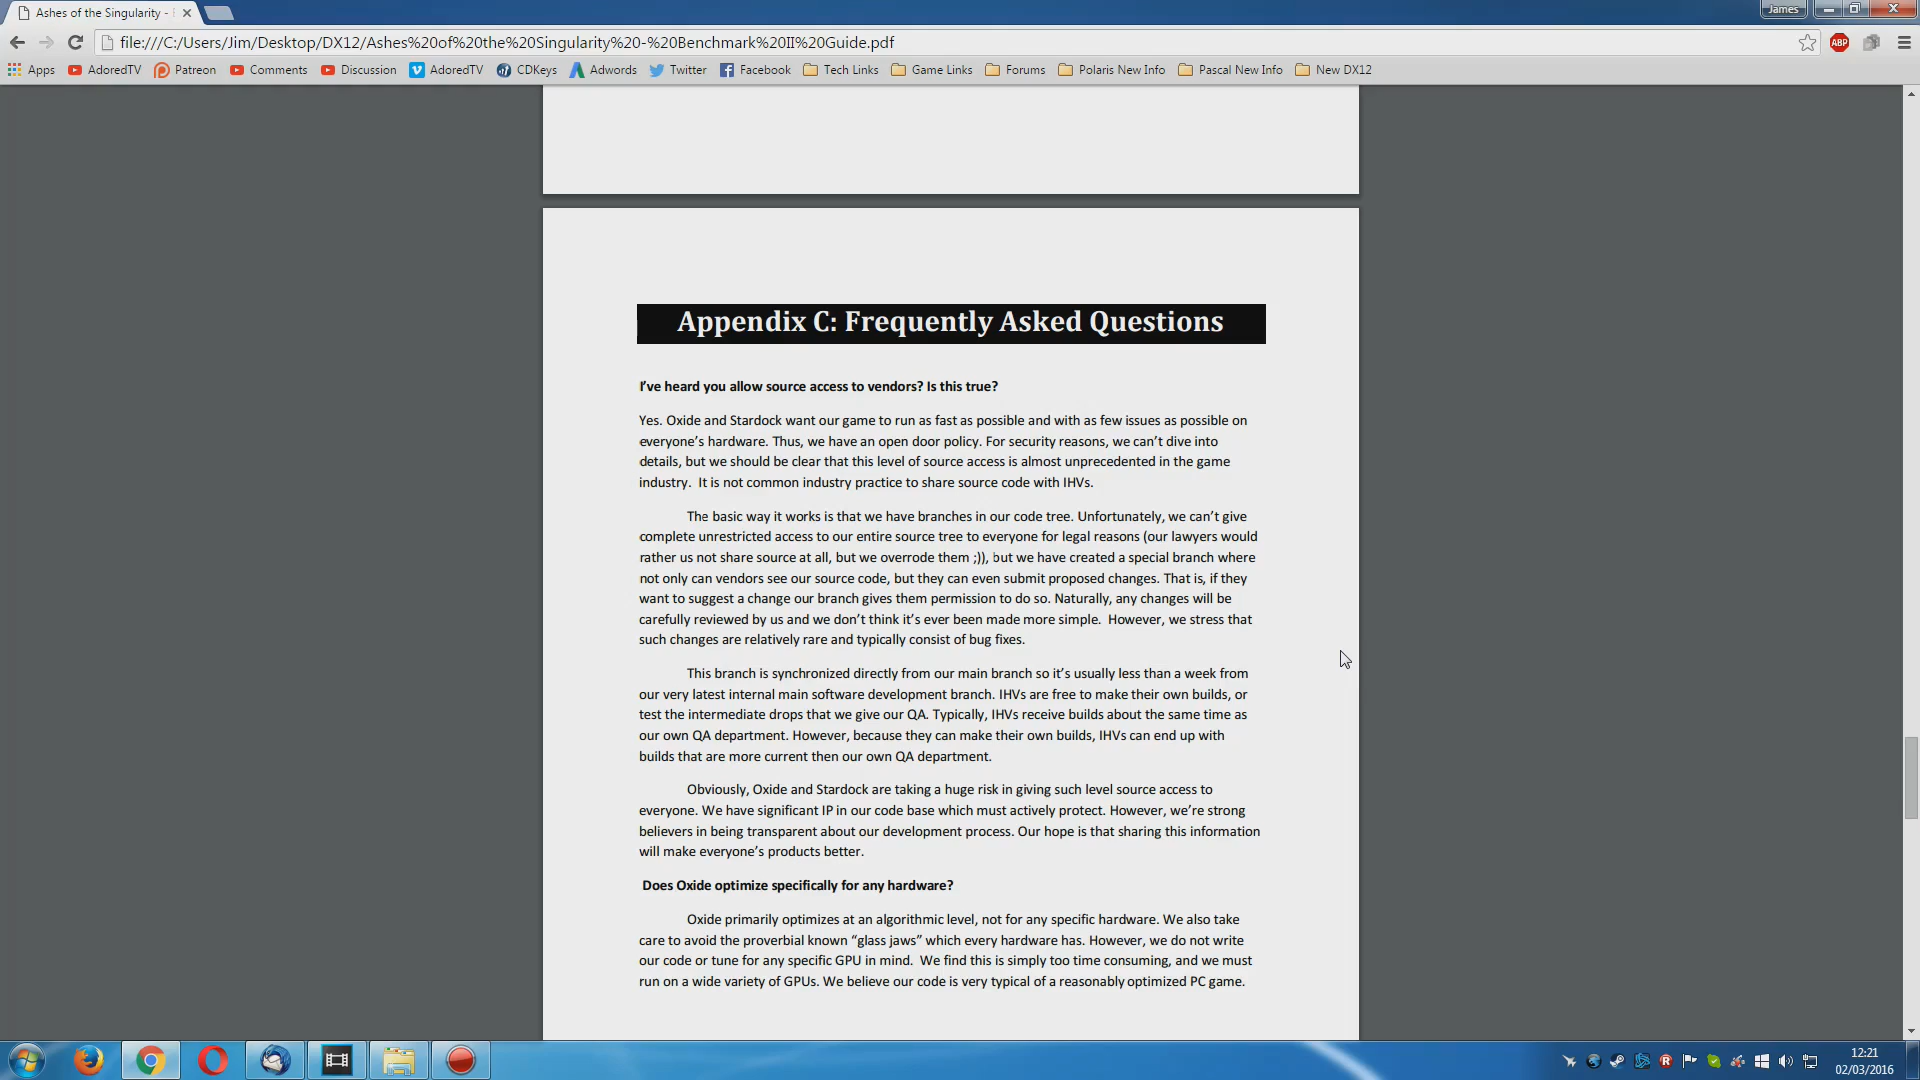 Ashes of the Singularity -
James
file:///C:/Users/Jim/Desktop/DX12/Ashes%20of%20the%20Singularity%20-%20Benchmark%20II%20Guide.pdf
ABP
Apps AdoredTV Patreon Comments Discussion AdoredTV CDKeys Adwords Twitter Facebook Tech Links Game Links Forums Polaris New Info Pascal New Info New DX12
Appendix C: Frequently Asked Questions
I've heard you allow source access to vendors? Is this true?
Yes. Oxide and Stardock want our game to run as fast as possible and with as few issues as possible on
everyone's hardware. Thus, we have an open door policy. For security reasons, we can't dive into
details, but we should be clear that this level of source access is almost unprecedented in the game
industry.  It is not common industry practice to share source code with IHVs.
The basic way it works is that we have branches in our code tree. Unfortunately, we can't give
complete unrestricted access to our entire source tree to everyone for legal reasons (our lawyers would
rather us not share source at all, but we overrode them ;)), but we have created a special branch where
not only can vendors see our source code, but they can even submit proposed changes. That is, if they
want to suggest a change our branch gives them permission to do so. Naturally, any changes will be
carefully reviewed by us and we don't think it's ever been made more simple.  However, we stress that
such changes are relatively rare and typically consist of bug fixes.
This branch is synchronized directly from our main branch so it's usually less than a week from
our very latest internal main software development branch. IHVs are free to make their own builds, or
test the intermediate drops that we give our QA. Typically, IHVs receive builds about the same time as
our own QA department. However, because they can make their own builds, IHVs can end up with
builds that are more current then our own QA department.
Obviously, Oxide and Stardock are taking a huge risk in giving such level source access to
everyone. We have significant IP in our code base which must actively protect. However, we're strong
believers in being transparent about our development process. Our hope is that sharing this information
will make everyone's products better.
Does Oxide optimize specifically for any hardware?
Oxide primarily optimizes at an algorithmic level, not for any specific hardware. We also take
care to avoid the proverbial known “glass jaws” which every hardware has. However, we do not write
our code or tune for any specific GPU in mind.  We find this is simply too time consuming, and we must
run on a wide variety of GPUs. We believe our code is very typical of a reasonably optimized PC game.
12:21
02/03/2016